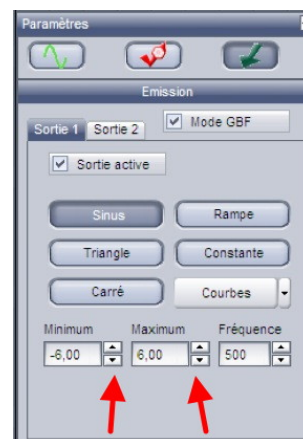 Paramètres
Emission
Sortie 1 Sortie 2 Mode GBF
Sortie active
Sinus Rampe
Triangle Constante
Carré Courbes
Minimum Maximum Fréquence
-6,00 6,00 500